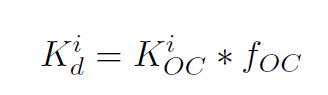 K_d^i = K_{OC}^i * f_{OC}